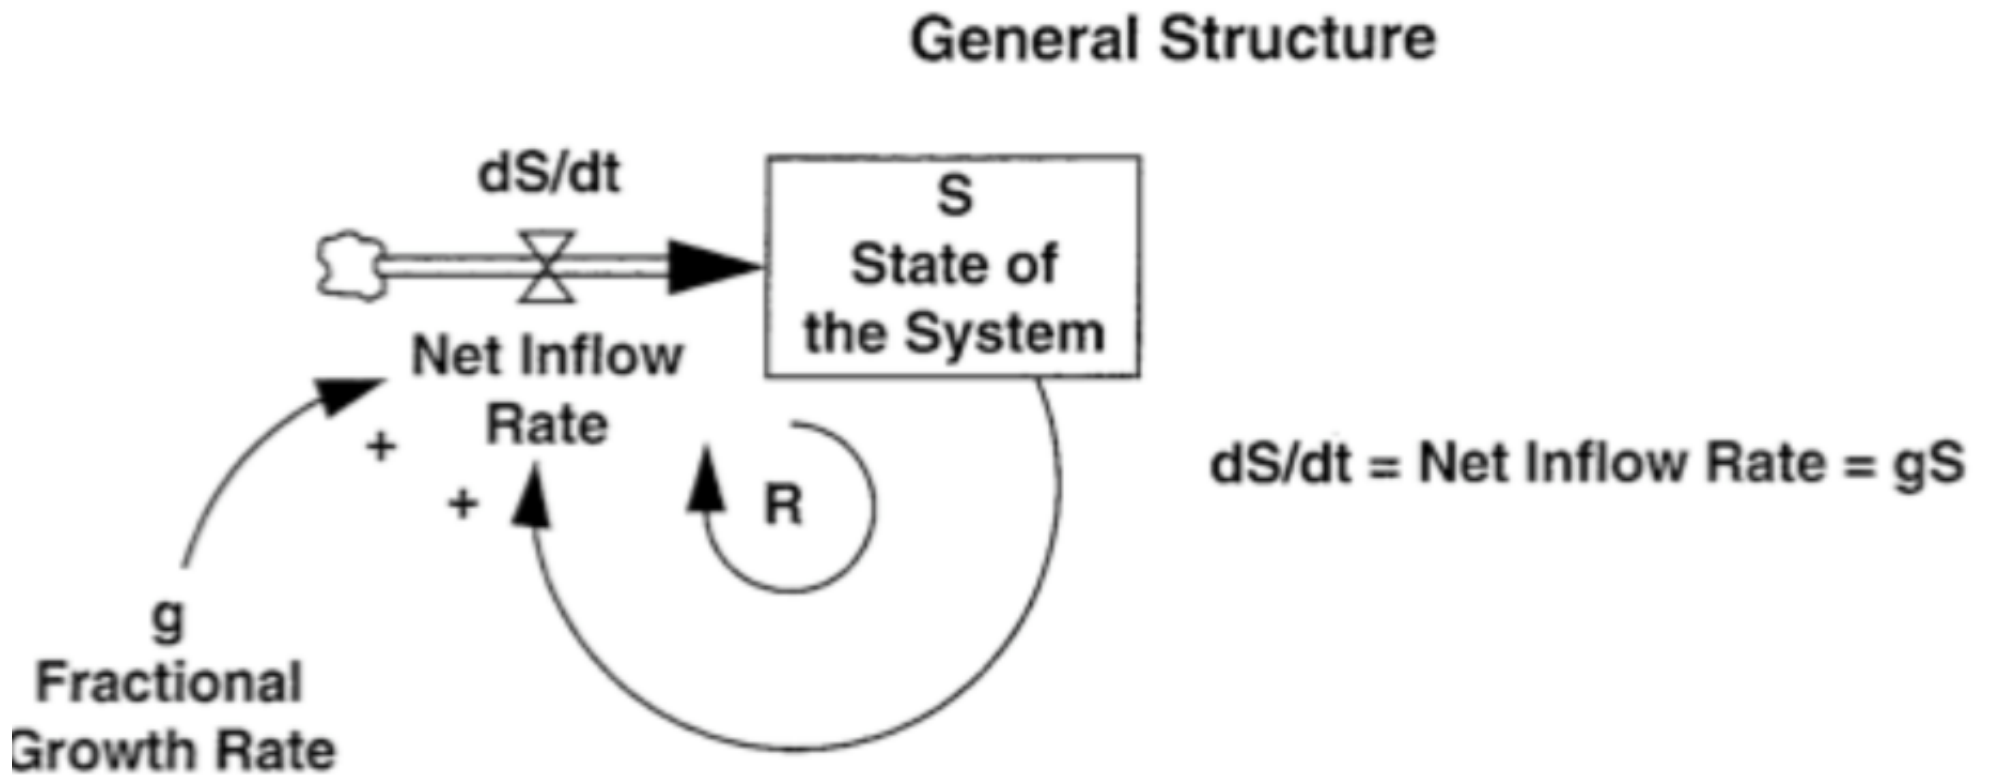 General Structure
dS/dt
S
State of
the System
Net Inflow
Rate
+
+
R
dS/dt = Net Inflow Rate = gS
g
Fractional
Growth Rate